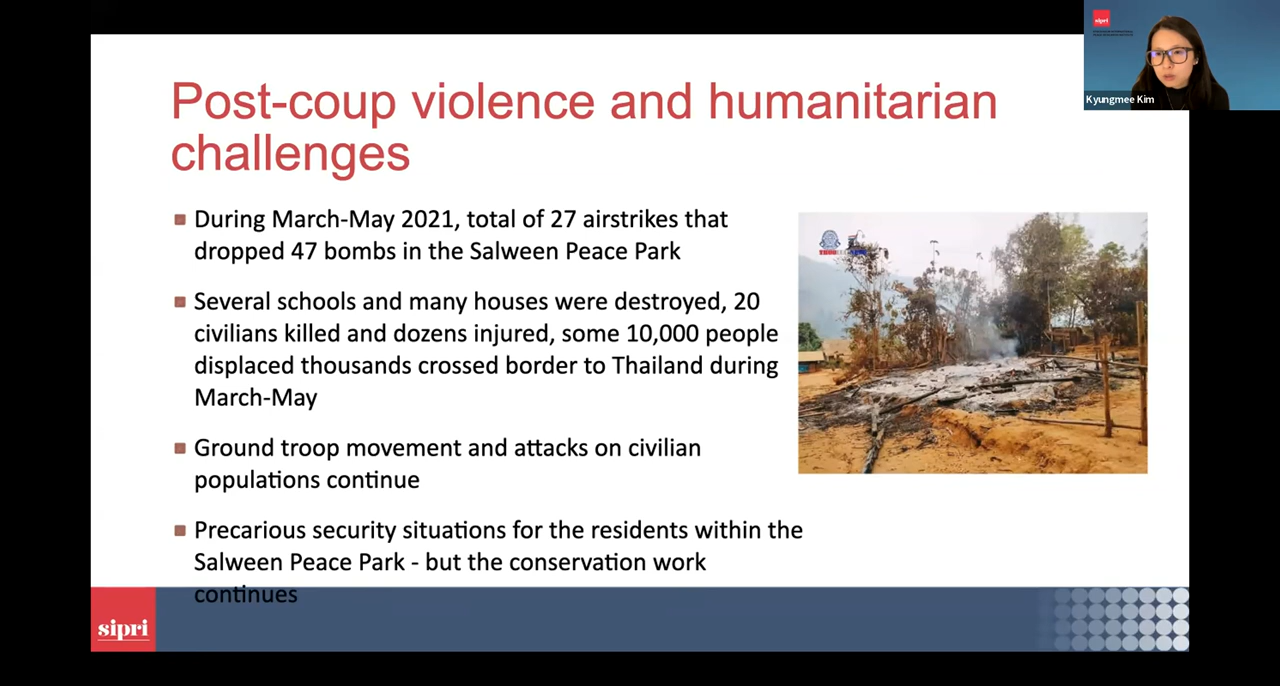 sipri
Kyungmee Kim
Post-coup violence and humanitarian
challenges
During March-May 2021, total of 27 airstrikes that
dropped 47 bombs in the Salween Peace Park
Several schools and many houses were destroyed, 20
civilians killed and dozens injured, some 10,000 people
displaced thousands crossed border to Thailand during
March-May
Ground troop movement and attacks on civilian
populations continue
Precarious security situations for the residents within the
Salween Peace Park - but the conservation work
continues
sipri